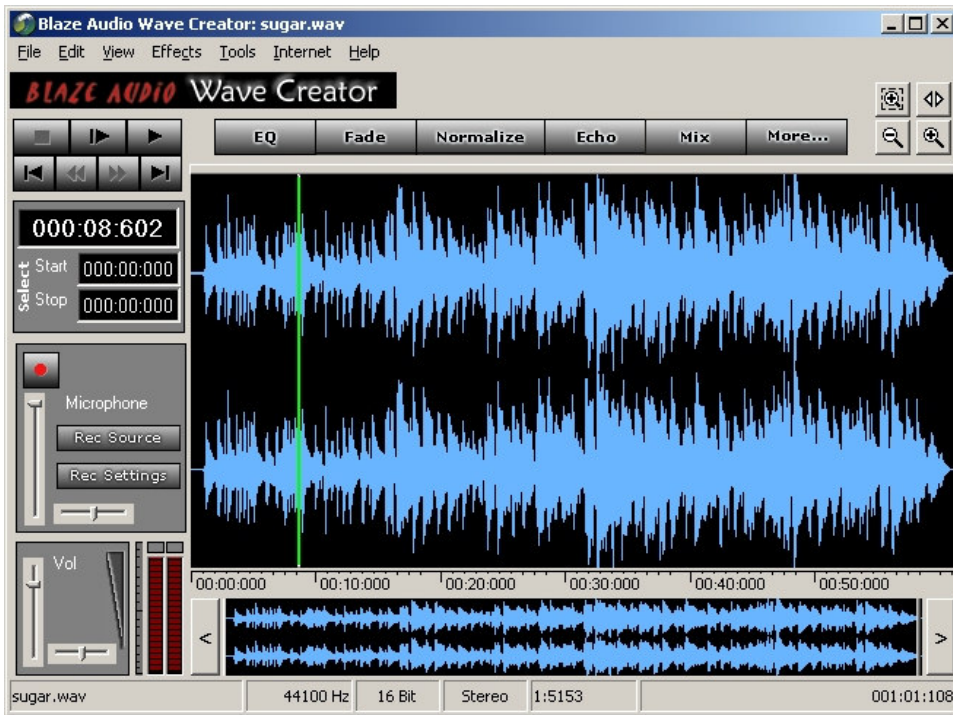 Blaze Audio Wave Creator: sugar.wav
File Edit View Effects Tools Internet Help
BLAZE AUDIO Wave Creator
EQ Fade Normalize Echo Mix More...
000:08:602
Select
Start 000:00:000
Stop 000:00:000
Microphone
Rec Source
Rec Settings
Vol
00:00:000 00:10:000 00:20:000 00:30:000 00:40:000 00:50:000
< >
sugar.wav 44100 Hz 16 Bit Stereo 1:5153 001:01:108